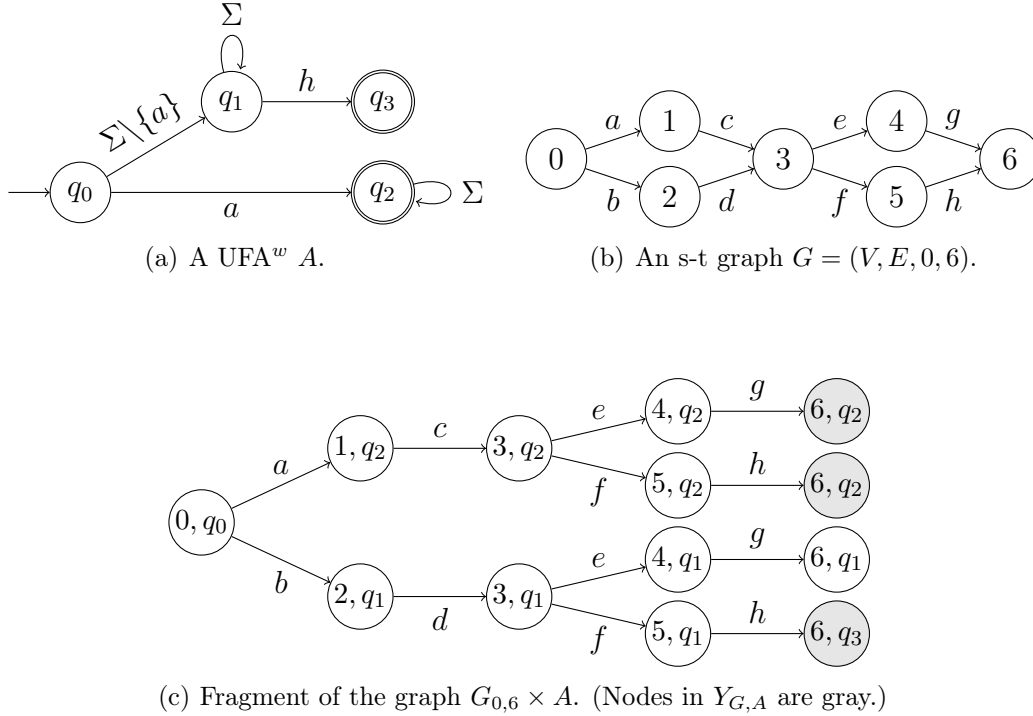 Σ
Σ\{a}
q₁
h
q₃
q₀
a
q₂
Σ
(a) A UFAʷ A.
0
a
1
c
b
2
d
3
e
4
g
f
5
h
6
(b) An s-t graph G = (V, E, 0, 6).
0, q₀
a
1, q₂
c
3, q₂
e
4, q₂
g
6, q₂
f
5, q₂
h
6, q₂
b
2, q₁
d
3, q₁
e
4, q₁
g
6, q₁
f
5, q₁
h
6, q₃
(c) Fragment of the graph G₀,₆ × A. (Nodes in Y_{G,A} are gray.)